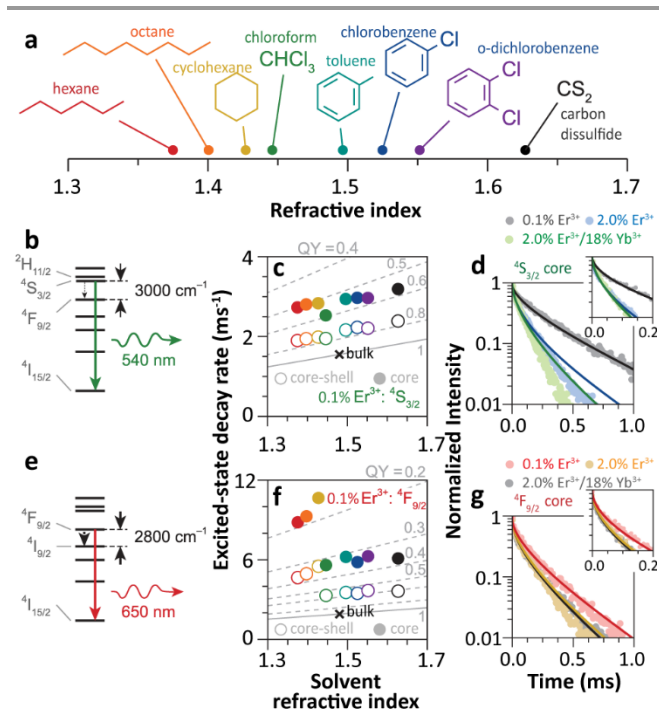 a
octane
hexane
cyclohexane
chloroform
CHCl3
toluene
chlorobenzene
Cl
o-dichlorobenzene
Cl
Cl
CS2
carbon
dissulfide
1.3 1.4 1.5 1.6 1.7
Refractive index
b
²H11/2
⁴S3/2
⁴F9/2
⁴I15/2
3000 cm⁻¹
540 nm
Excited-state decay rate (ms⁻¹)
c
QY = 0.4
0.5
0.6
0.8
1
bulk
core-shell
core
0.1% Er³⁺: ⁴S3/2
6
4
2
0
1.3 1.5 1.7
0.1% Er³⁺ 2.0% Er³⁺
2.0% Er³⁺/18% Yb³⁺
d
⁴S3/2 core
Normalized Intensity
1
0.1
0.01
0.0 0.5 1.0
0.0 0.2
e
⁴F9/2
⁴I9/2
⁴I15/2
2800 cm⁻¹
650 nm
f
QY = 0.2
0.1% Er³⁺: ⁴F9/2
0.3
0.4
0.5
1
bulk
core-shell
core
12
9
6
3
0
1.3 1.5 1.7
Solvent
refractive index
0.1% Er³⁺ 2.0% Er³⁺
2.0% Er³⁺/18% Yb³⁺
g
⁴F9/2 core
1
0.1
0.01
0.0 0.5 1.0
0.0 0.2
Time (ms)